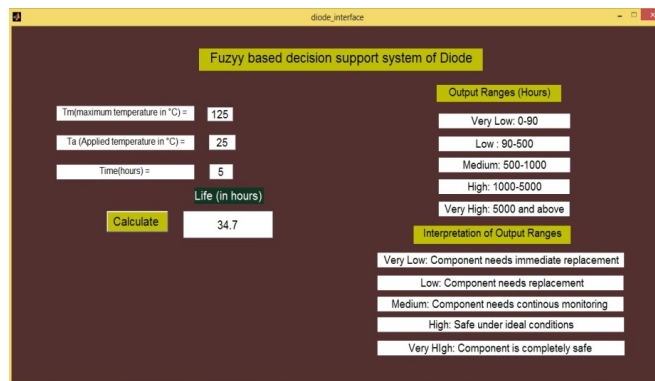 diode_interface
Fuzyy based decision support system of Diode
Tm(maximum temperature in °C) = 125
Ta (Applied temperature in °C) = 25
Time(hours) = 5
Life (in hours)
Calculate 34.7
Output Ranges (Hours)
Very Low: 0-90
Low : 90-500
Medium: 500-1000
High: 1000-5000
Very High: 5000 and above
Interpretation of Output Ranges
Very Low: Component needs immediate replacement
Low: Component needs replacement
Medium: Component needs continous monitoring
High: Safe under ideal conditions
Very HIgh: Component is completely safe